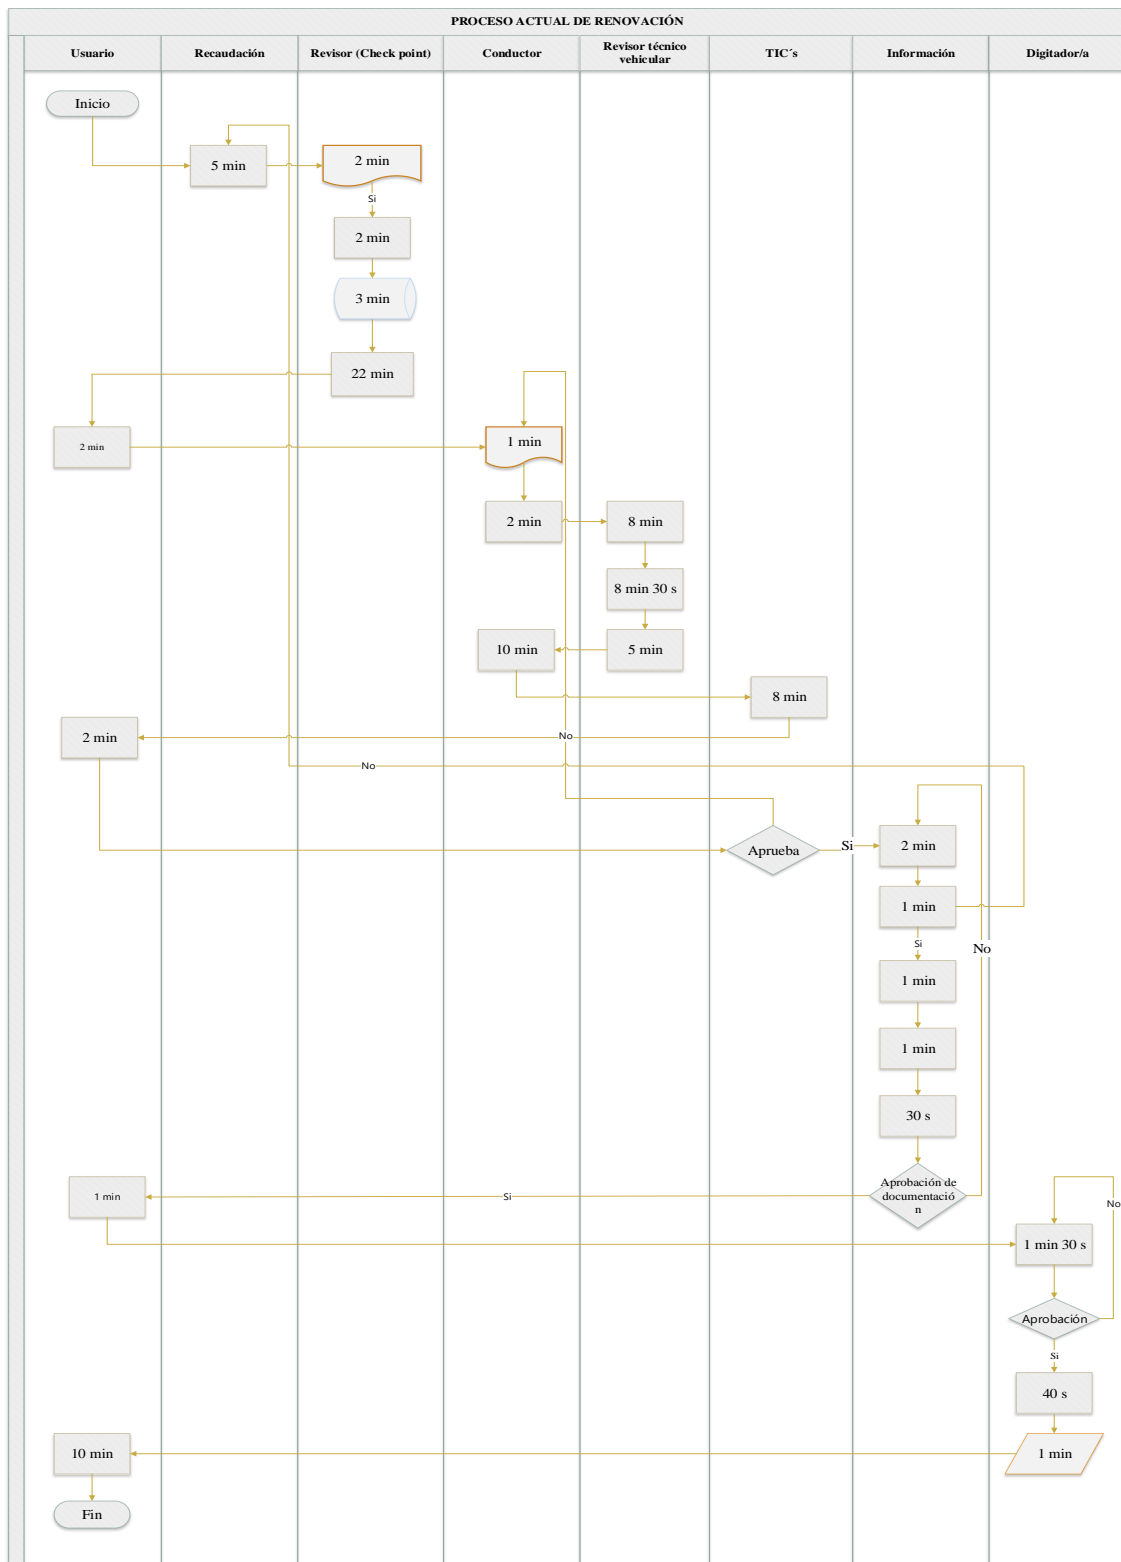 PROCESO ACTUAL DE RENOVACIÓN
Usuario
Recaudación
Revisor (Check point)
Conductor
Revisor técnico
vehicular
TIC´s
Información
Digitador/a
Inicio
5 min
2 min
Si
2 min
3 min
22 min
2 min
1 min
2 min
8 min
8 min 30 s
10 min
5 min
8 min
2 min
No
No
Aprueba
Si
2 min
1 min
Si
No
1 min
1 min
30 s
1 min
Si
Aprobación de
documentació
n
No
1 min 30 s
Aprobación
Si
40 s
10 min
1 min
Fin